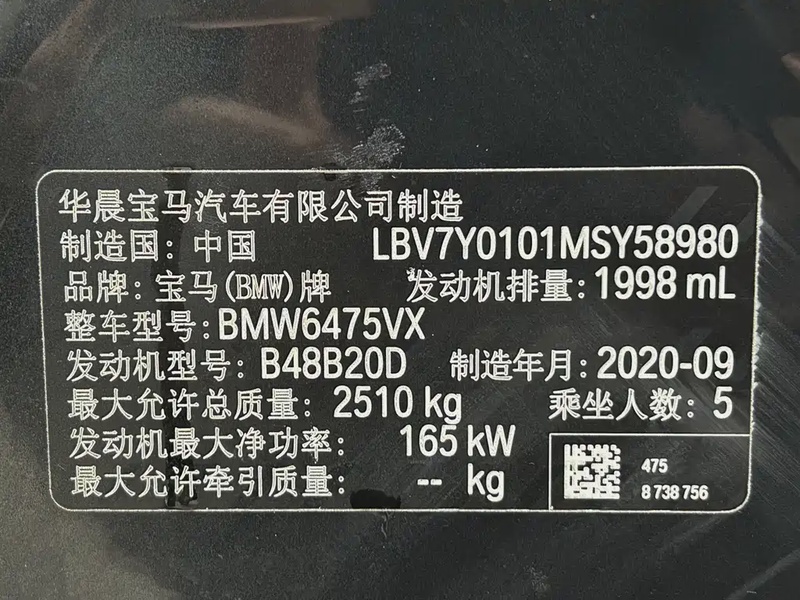 华晨宝马汽车有限公司制造
制造国: 中国 LBV7Y0101MSY58980
品牌: 宝马(BMW)牌 发动机排量: 1998 mL
整车型号: BMW6475VX
发动机型号: B48B20D 制造年月: 2020-09
最大允许总质量: 2510 kg 乘坐人数: 5
发动机最大净功率: 165 kW
最大允许牵引质量: -- kg
475
8 738 756